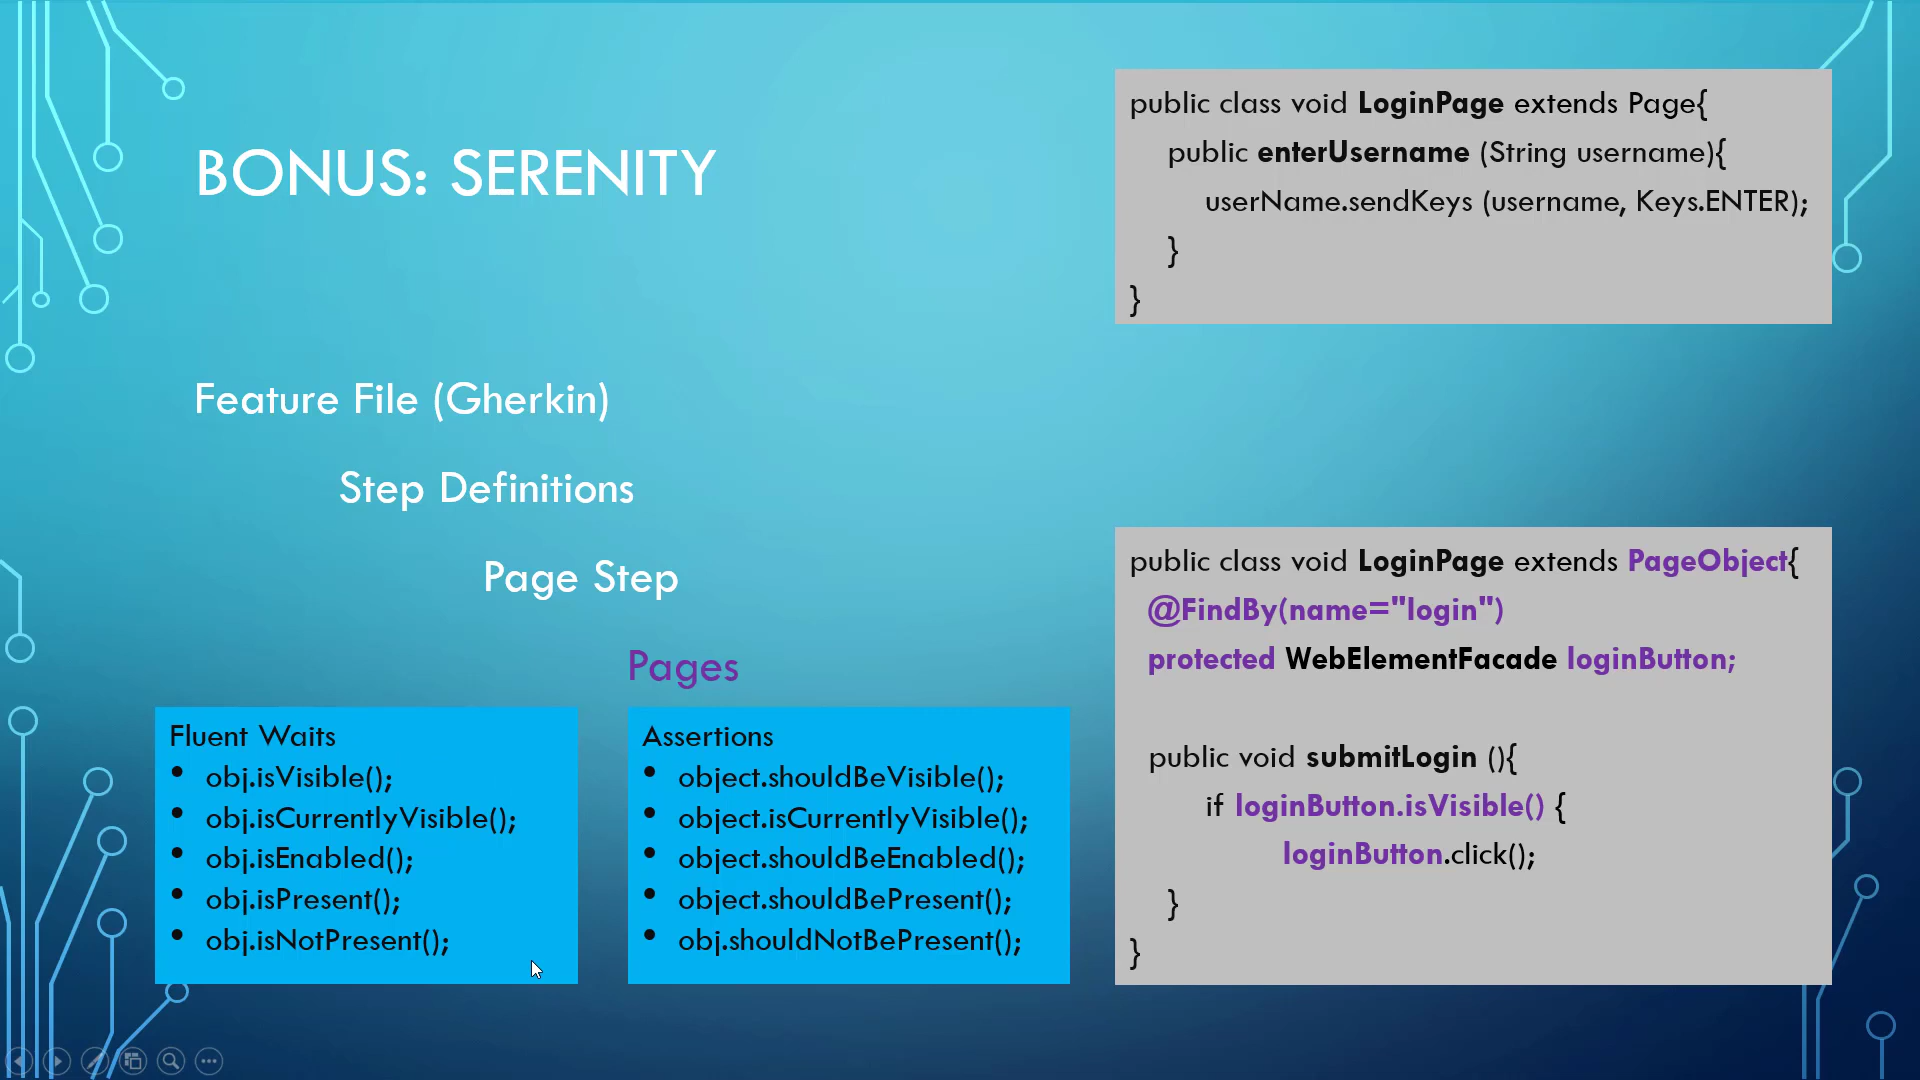 BONUS: SERENITY
Feature File (Gherkin)
Step Definitions
Page Step
Pages
Fluent Waits
• obj.isVisible();
• obj.isCurrentlyVisible();
• obj.isEnabled();
• obj.isPresent();
• obj.isNotPresent();
Assertions
• object.shouldBeVisible();
• object.isCurrentlyVisible();
• object.shouldBeEnabled();
• object.shouldBePresent();
• obj.shouldNotBePresent();
public class void LoginPage extends Page{
public enterUsername (String username){
userName.sendKeys (username, Keys.ENTER);
}
}
public class void LoginPage extends PageObject{
@FindBy(name="login")
protected WebElementFacade loginButton;
public void submitLogin (){
if loginButton.isVisible() {
loginButton.click();
}
}